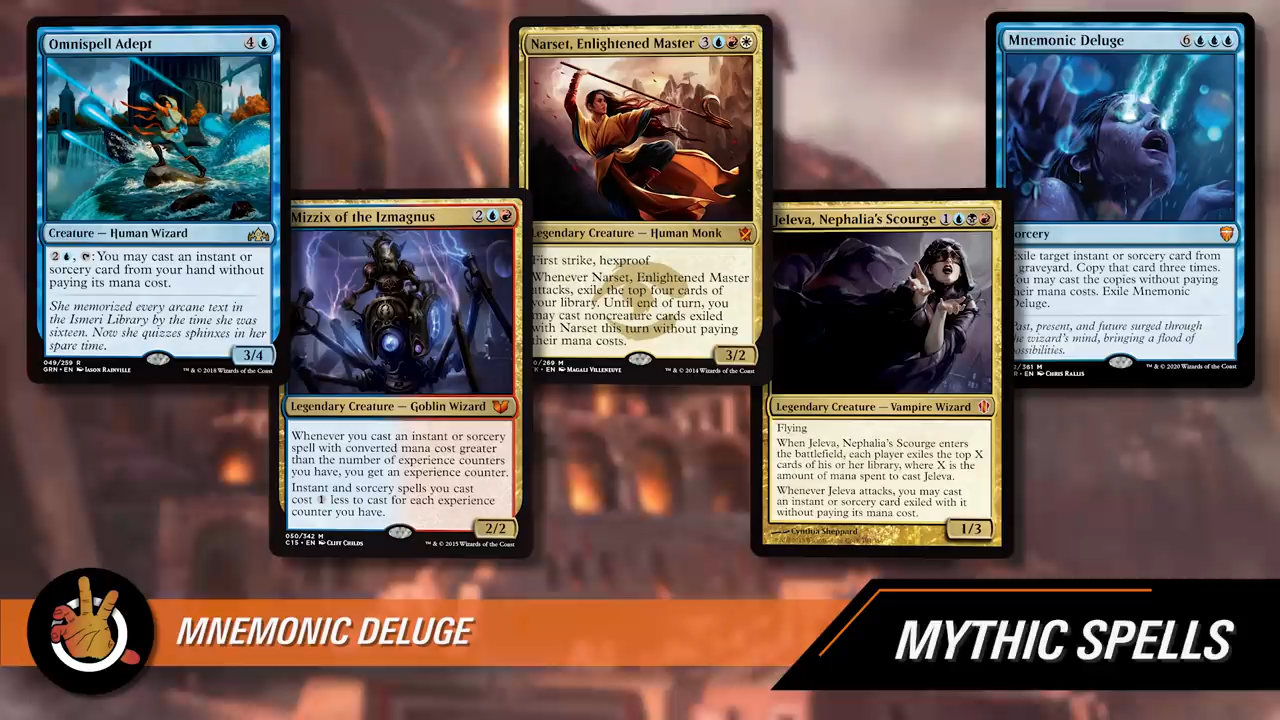 Omnispell Adept 4
Creature — Human Wizard
2 , : You may cast an instant or
sorcery card from your hand without
paying its mana cost.
She memorized every arcane text in
the Ismeri Library by the time she was
sixteen. Now she quizzes sphinxes in her
spare time.
3/4
049/259 R
GRN • EN Jason Rainville
™ & © 2018 Wizards of the Coast
Mizzix of the Izmagnus 2
Legendary Creature — Goblin Wizard
Whenever you cast an instant or sorcery
spell with converted mana cost greater
than the number of experience counters
you have, you get an experience counter.
Instant and sorcery spells you cast
cost 1 less to cast for each experience
counter you have.
2/2
050/342 M
C15 • EN Cliff Childs
™ & © 2015 Wizards of the Coast
Narset, Enlightened Master 3
Legendary Creature — Human Monk
First strike, hexproof
Whenever Narset, Enlightened Master
attacks, exile the top four cards of
your library. Until end of turn, you
may cast noncreature cards exiled
with Narset this turn without paying
their mana costs.
3/2
/269 M
K • EN Magali Villeneuve
™ & © 2014 Wizards of the Coast
Jeleva, Nephalia's Scourge 1
Legendary Creature — Vampire Wizard
Flying
When Jeleva, Nephalia's Scourge enters
the battlefield, each player exiles the top X
cards of his or her library, where X is the
amount of mana spent to cast Jeleva.
Whenever Jeleva attacks, you may cast
an instant or sorcery card exiled with it
without paying its mana cost.
Cynthia Sheppard
1/3
Mnemonic Deluge 6
Sorcery
Exile target instant or sorcery card from
graveyard. Copy that card three times.
You may cast the copies without paying
their mana costs. Exile Mnemonic
Deluge.
Past, present, and future surged through
the wizard's mind, bringing a flood of
possibilities.
/361 M
R • EN Chris Rallis
™ & © 2020 Wizards of the Coast
MNEMONIC DELUGE
MYTHIC SPELLS